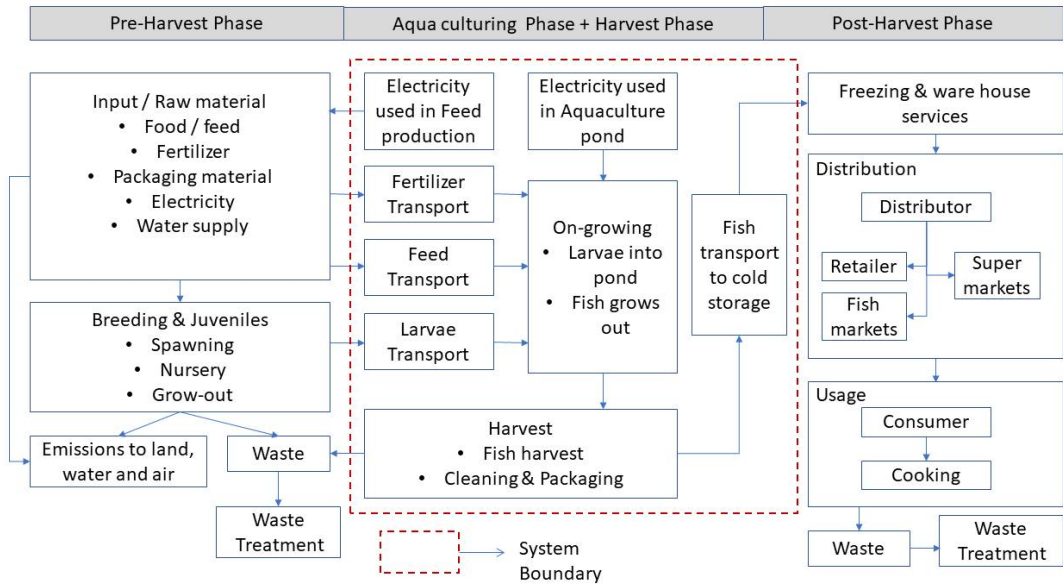 Pre-Harvest Phase
Aqua culturing Phase + Harvest Phase
Post-Harvest Phase
Input / Raw material
• Food / feed
• Fertilizer
• Packaging material
• Electricity
• Water supply
Breeding & Juveniles
• Spawning
• Nursery
• Grow-out
Emissions to land,
water and air
Waste
Waste
Treatment
Electricity
used in Feed
production
Electricity used
in Aquaculture
pond
Fertilizer
Transport
Feed
Transport
Larvae
Transport
On-growing
• Larvae into
pond
• Fish grows
out
Fish
transport
to cold
storage
Harvest
• Fish harvest
• Cleaning & Packaging
System
Boundary
Freezing & ware house
services
Distribution
Distributor
Retailer
Super
markets
Fish
markets
Usage
Consumer
Cooking
Waste
Waste
Treatment